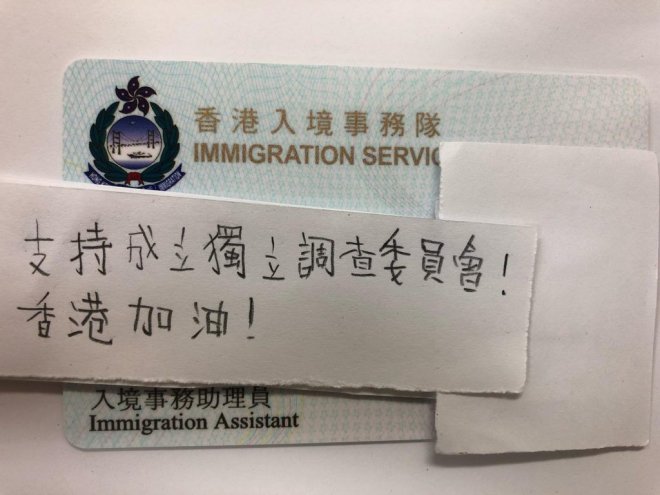 香港入境事務隊
IMMIGRATION SERVIC
支持成立獨立調查委員會!
香港加油!
入境事務助理員
Immigration Assistant